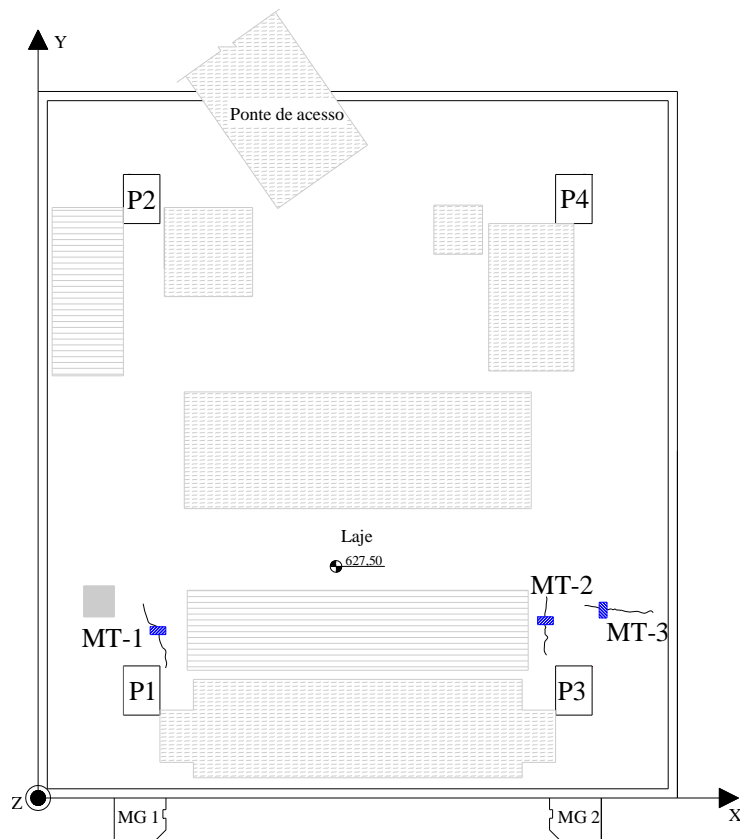 Y
Ponte de acesso
P2
P4
Laje
627,50
MT-2
MT-1
MT-3
P1
P3
Z
X
MG 1
MG 2